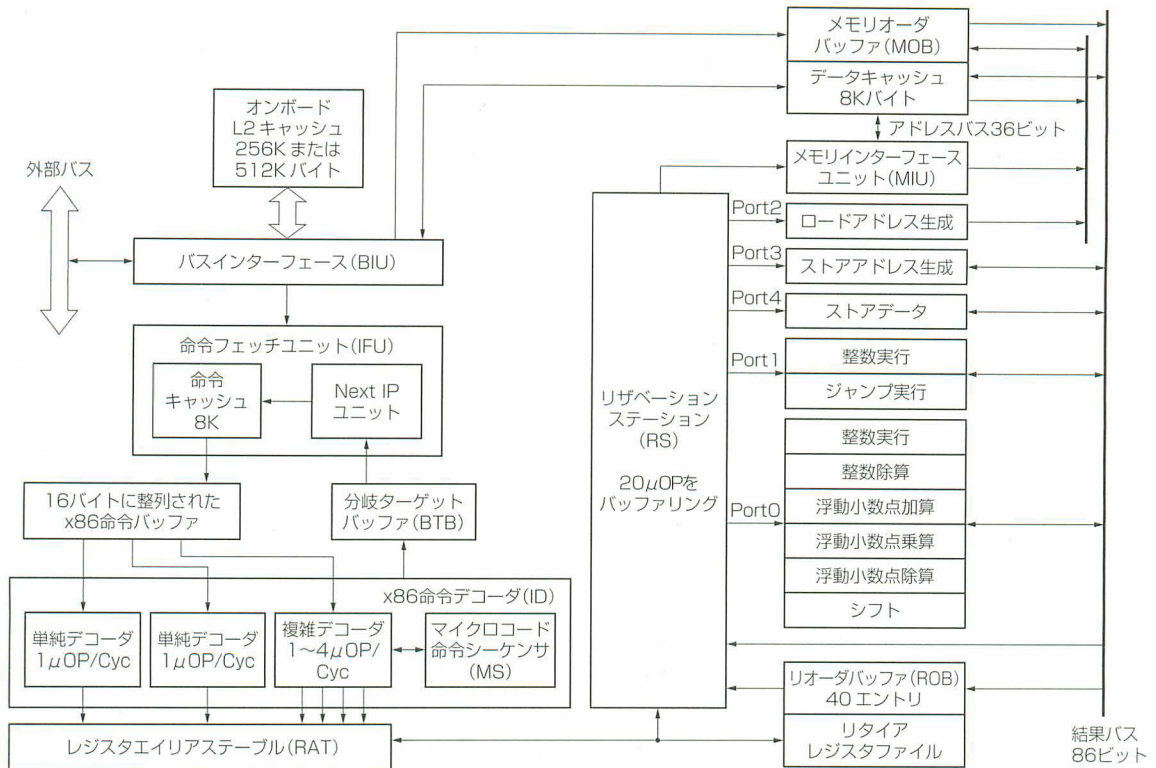 メモリオーダ
バッファ(MOB)
データキャッシュ
8Kバイト
アドレスバス36ビット
オンボード
L2キャッシュ
256Kまたは
512Kバイト
外部バス
メモリインターフェース
ユニット(MIU)
Port2
ロードアドレス生成
バスインターフェース(BIU)
Port3
ストアアドレス生成
Port4
ストアデータ
命令フェッチユニット(IFU)
命令
キャッシュ
8K
Next IP
ユニット
Port1
整数実行
ジャンプ実行
リザベーション
ステーション
(RS)
20μOPを
バッファリング
Port0
整数実行
整数除算
浮動小数点加算
浮動小数点乗算
浮動小数点除算
シフト
16バイトに整列された
x86命令バッファ
分岐ターゲット
バッファ(BTB)
x86命令デコーダ(ID)
単純デコーダ
1μOP/Cyc
単純デコーダ
1μOP/Cyc
複雑デコーダ
1〜4μOP/
Cyc
マイクロコード
命令シーケンサ
(MS)
リオーダバッファ(ROB)
40エントリ
リタイア
レジスタファイル
レジスタエイリアステーブル(RAT)
結果バス
86ビット